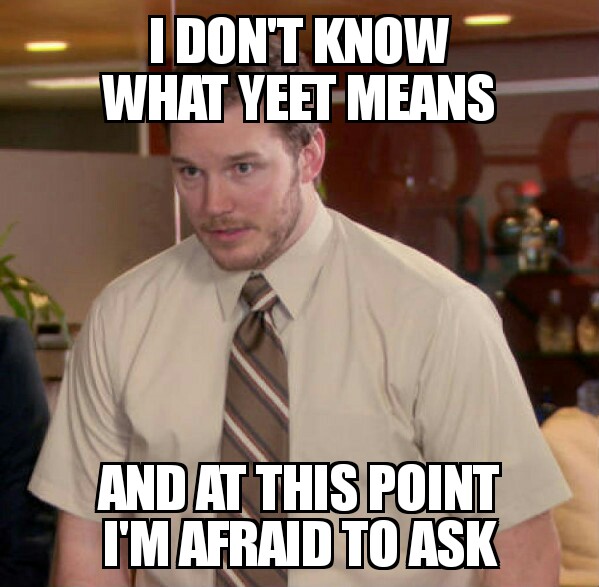 I DON'T KNOW
WHAT YEET MEANS
AND AT THIS POINT
I'M AFRAID TO ASK